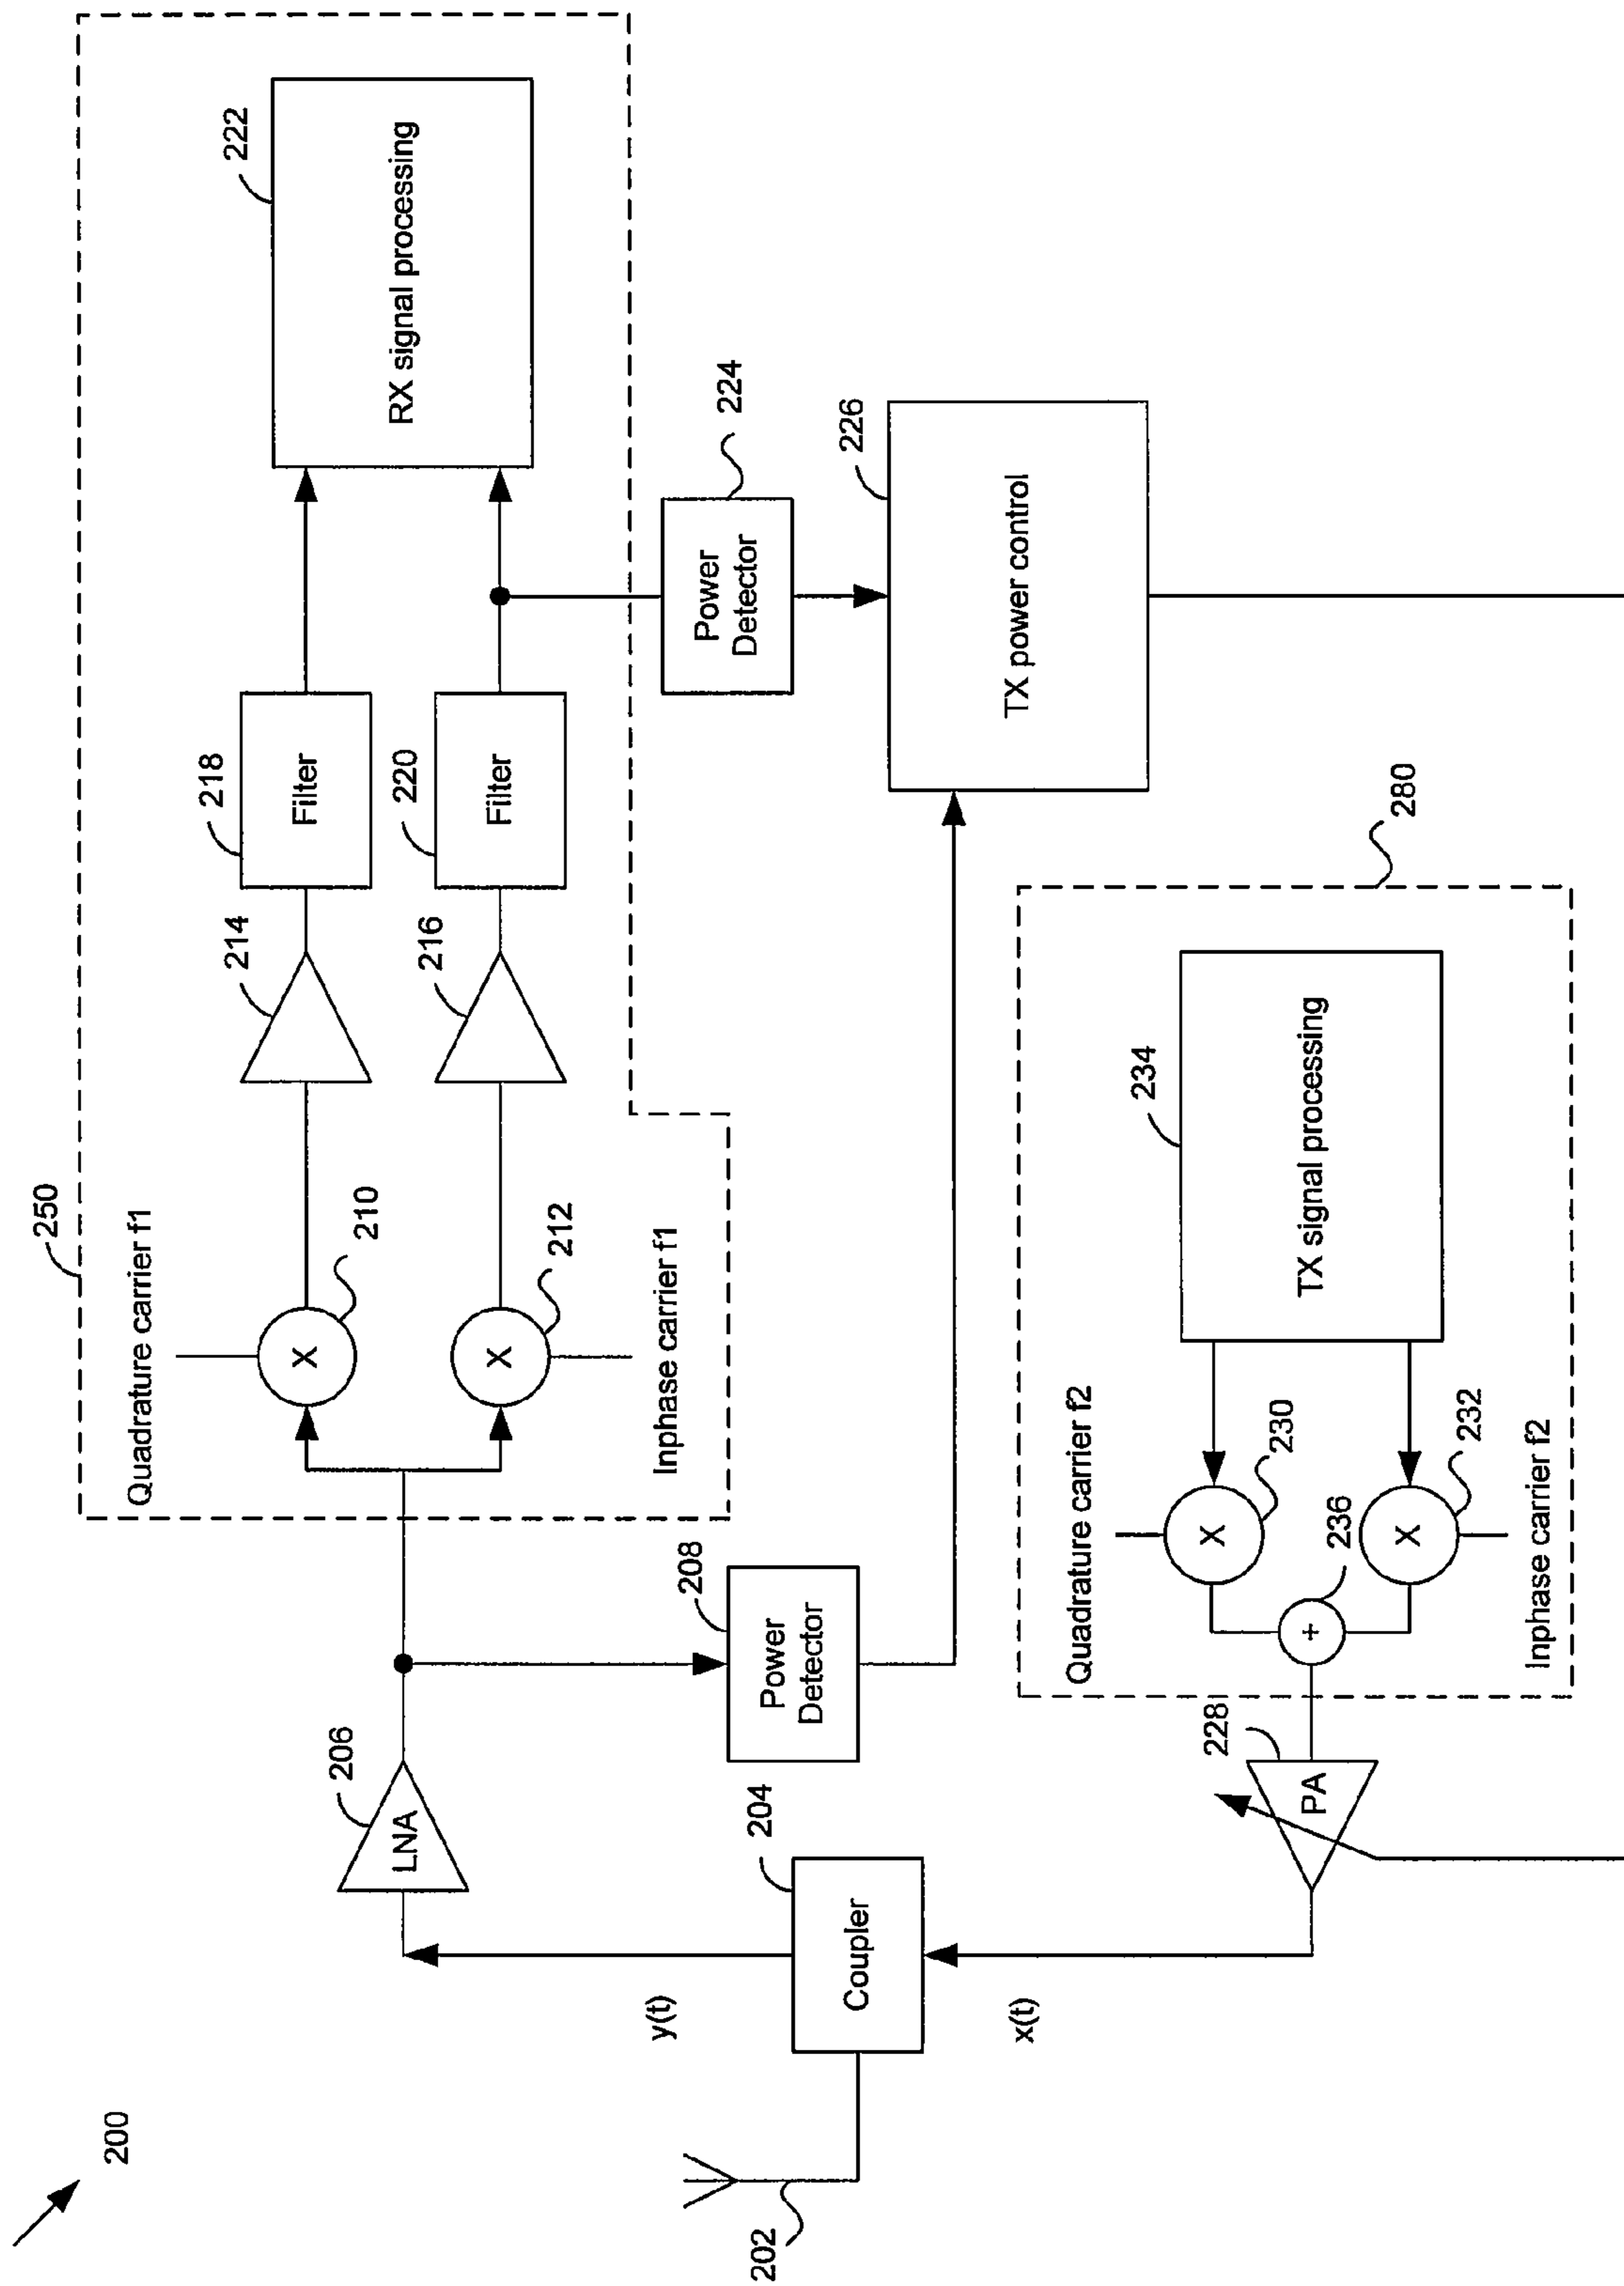 200
250
Quadrature carrier f1
222
214
218
210
Filter
RX signal processing
206
216
220
LNA
212
Filter
Inphase carrier f1
y(t)
208
224
202
204
Power
Detector
Power
Detector
Coupler
226
x(t)
TX power control
Quadrature carrier f2
234
280
228
230
PA
236
TX signal processing
232
Inphase carrier f2
X
X
X
X
+